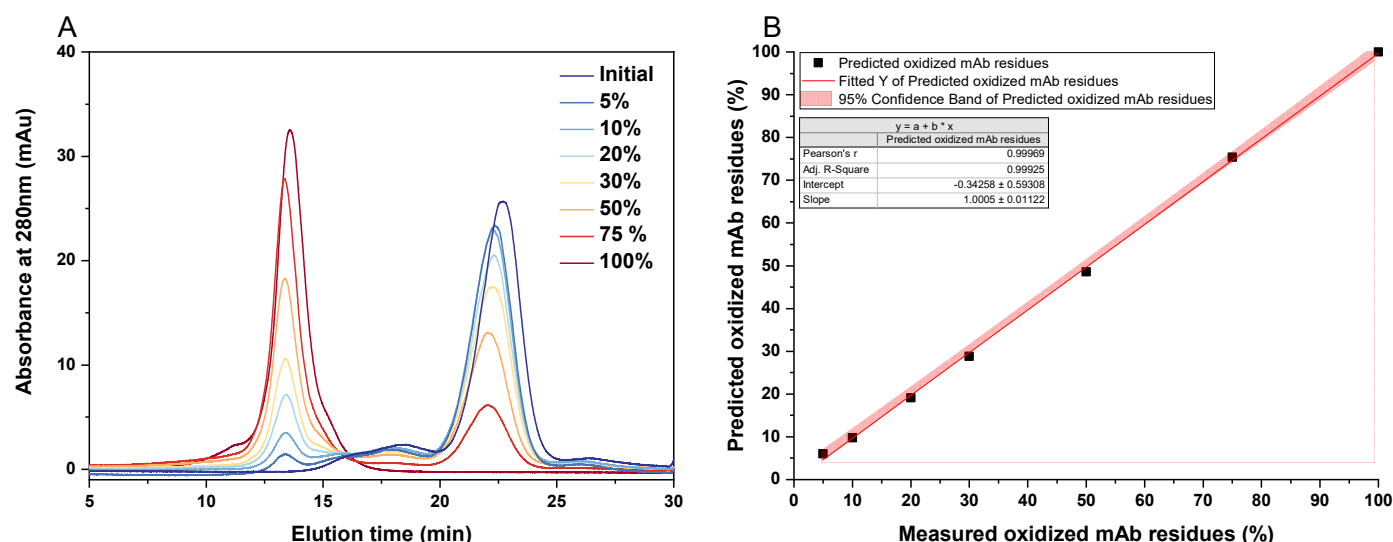 A
40
30
20
10
0
5
10
15
20
25
30
Absorbance at 280nm (mAu)
Elution time (min)
Initial
5%
10%
20%
30%
50%
75 %
100%
B
100
90
80
70
60
50
40
30
20
10
0
0
10
20
30
40
50
60
70
80
90
100
Predicted oxidized mAb residues (%)
Measured oxidized mAb residues (%)
Predicted oxidized mAb residues
Fitted Y of Predicted oxidized mAb residues
95% Confidence Band of Predicted oxidized mAb residues
y = a + b * x
Predicted oxidized mAb residues
Pearson's r 0.99969
Adj. R-Square 0.99925
Intercept -0.34258 ± 0.59308
Slope 1.0005 ± 0.01122